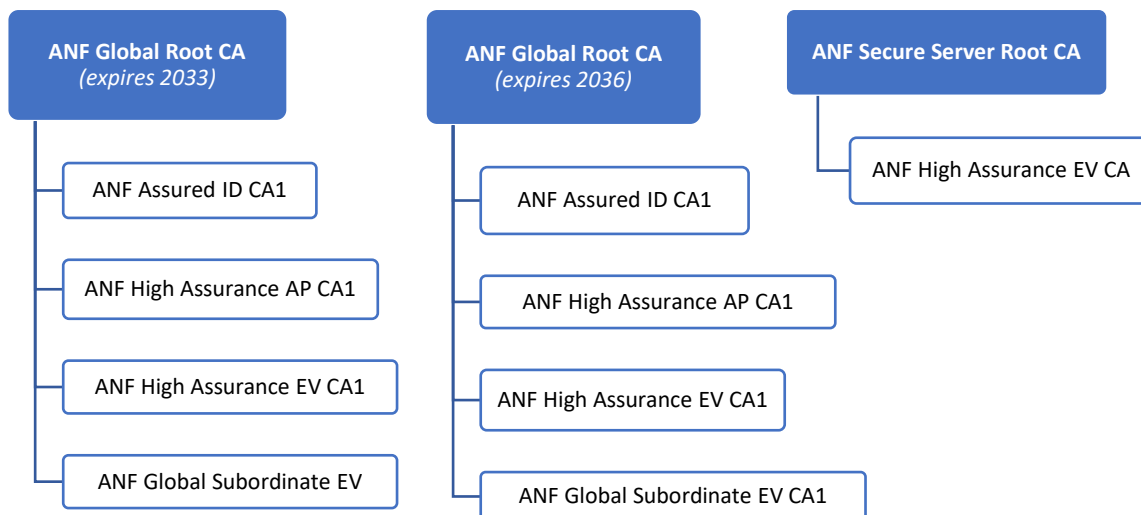 ANF Global Root CA
(expires 2033)
ANF Assured ID CA1
ANF High Assurance AP CA1
ANF High Assurance EV CA1
ANF Global Subordinate EV
ANF Global Root CA
(expires 2036)
ANF Assured ID CA1
ANF High Assurance AP CA1
ANF High Assurance EV CA1
ANF Global Subordinate EV CA1
ANF Secure Server Root CA
ANF High Assurance EV CA